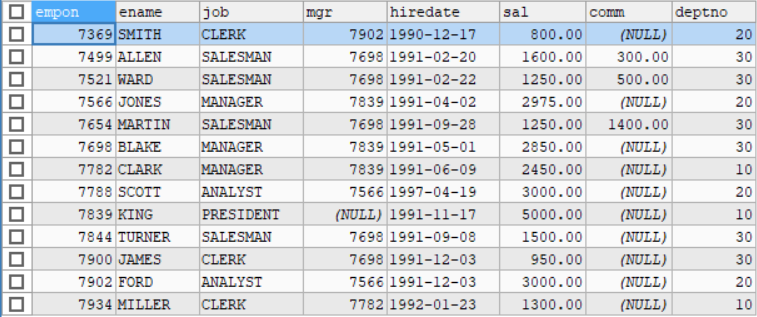 empon ename job mgr hiredate sal comm deptno
7369 SMITH CLERK 7902 1990-12-17 800.00 (NULL) 20
7499 ALLEN SALESMAN 7698 1991-02-20 1600.00 300.00 30
7521 WARD SALESMAN 7698 1991-02-22 1250.00 500.00 30
7566 JONES MANAGER 7839 1991-04-02 2975.00 (NULL) 20
7654 MARTIN SALESMAN 7698 1991-09-28 1250.00 1400.00 30
7698 BLAKE MANAGER 7839 1991-05-01 2850.00 (NULL) 30
7782 CLARK MANAGER 7839 1991-06-09 2450.00 (NULL) 10
7788 SCOTT ANALYST 7566 1997-04-19 3000.00 (NULL) 20
7839 KING PRESIDENT (NULL) 1991-11-17 5000.00 (NULL) 10
7844 TURNER SALESMAN 7698 1991-09-08 1500.00 (NULL) 30
7900 JAMES CLERK 7698 1991-12-03 950.00 (NULL) 30
7902 FORD ANALYST 7566 1991-12-03 3000.00 (NULL) 20
7934 MILLER CLERK 7782 1992-01-23 1300.00 (NULL) 10